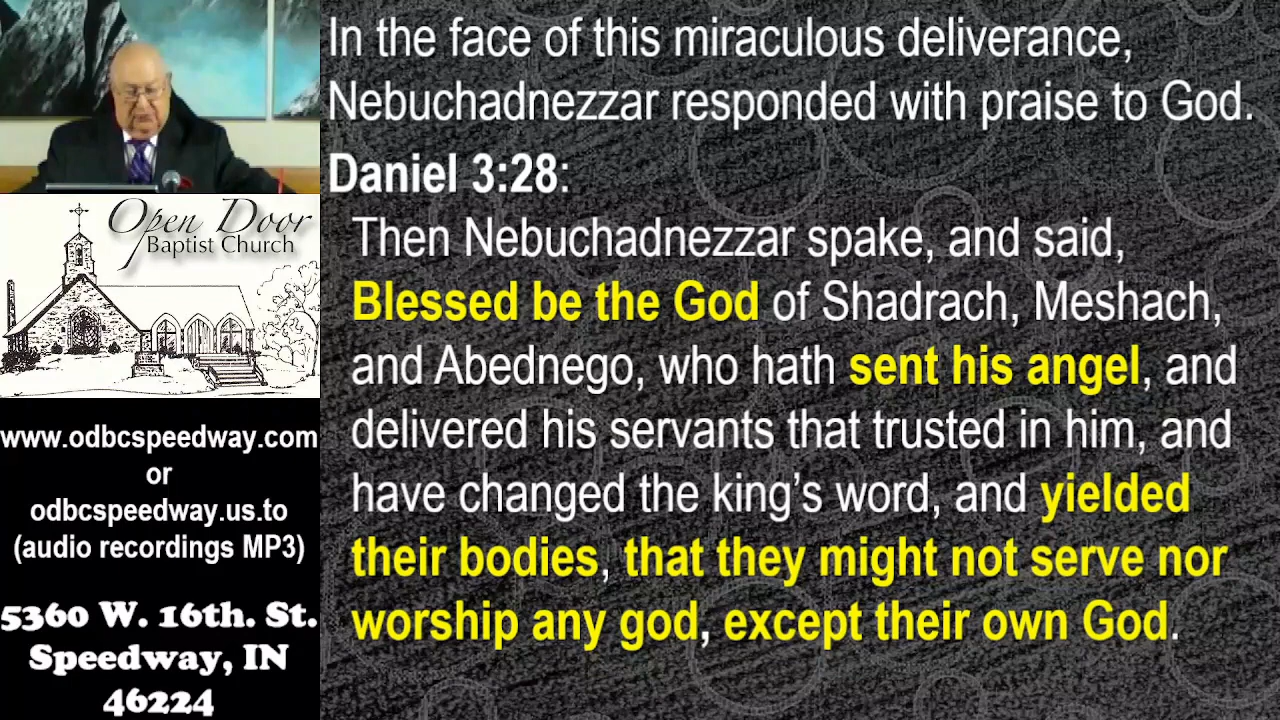 In the face of this miraculous deliverance,
Nebuchadnezzar responded with praise to God.
Daniel 3:28:
Then Nebuchadnezzar spake, and said,
Blessed be the God of Shadrach, Meshach,
and Abednego, who hath sent his angel, and
delivered his servants that trusted in him, and
have changed the king’s word, and yielded
their bodies, that they might not serve nor
worship any god, except their own God.
Open Door
Baptist Church
www.odbcspeedway.com
or
odbcspeedway.us.to
(audio recordings MP3)
5360 W. 16th. St.
Speedway, IN
46224